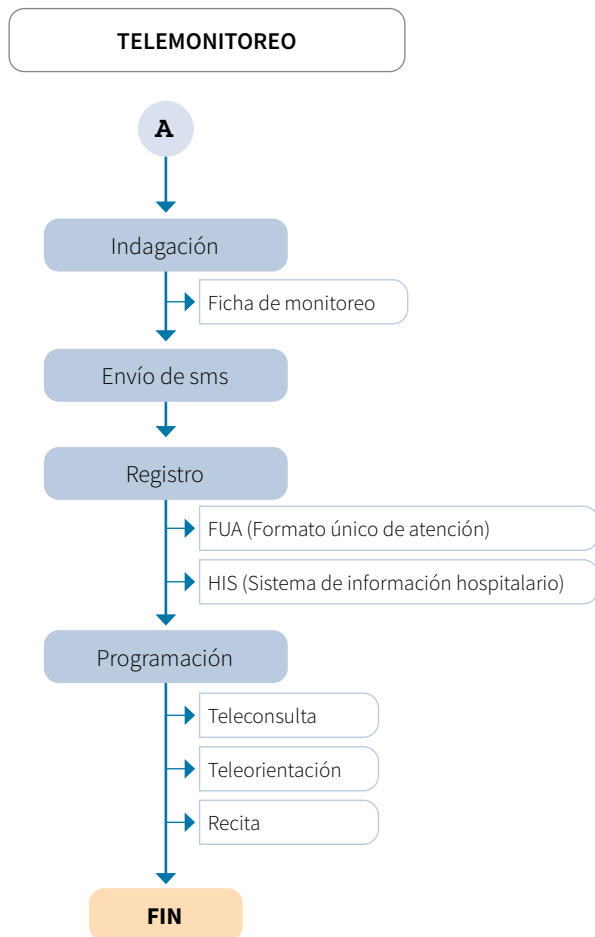 TELEMONITOREO
A
Indagación
Ficha de monitoreo
Envío de sms
Registro
FUA (Formato único de atención)
HIS (Sistema de información hospitalario)
Programación
Teleconsulta
Teleorientación
Recita
FIN